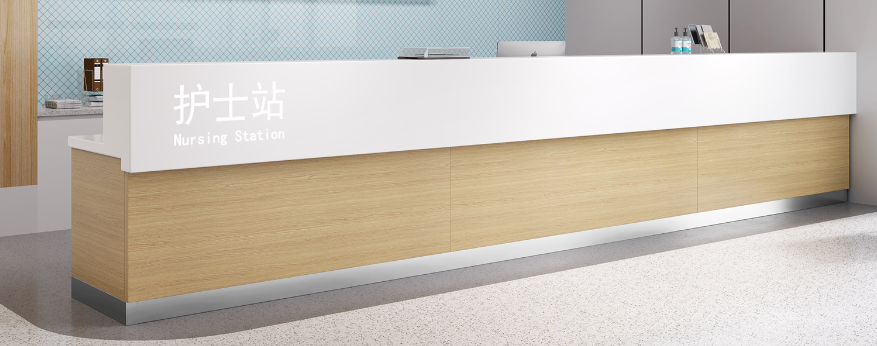 护士站
Nursing Station